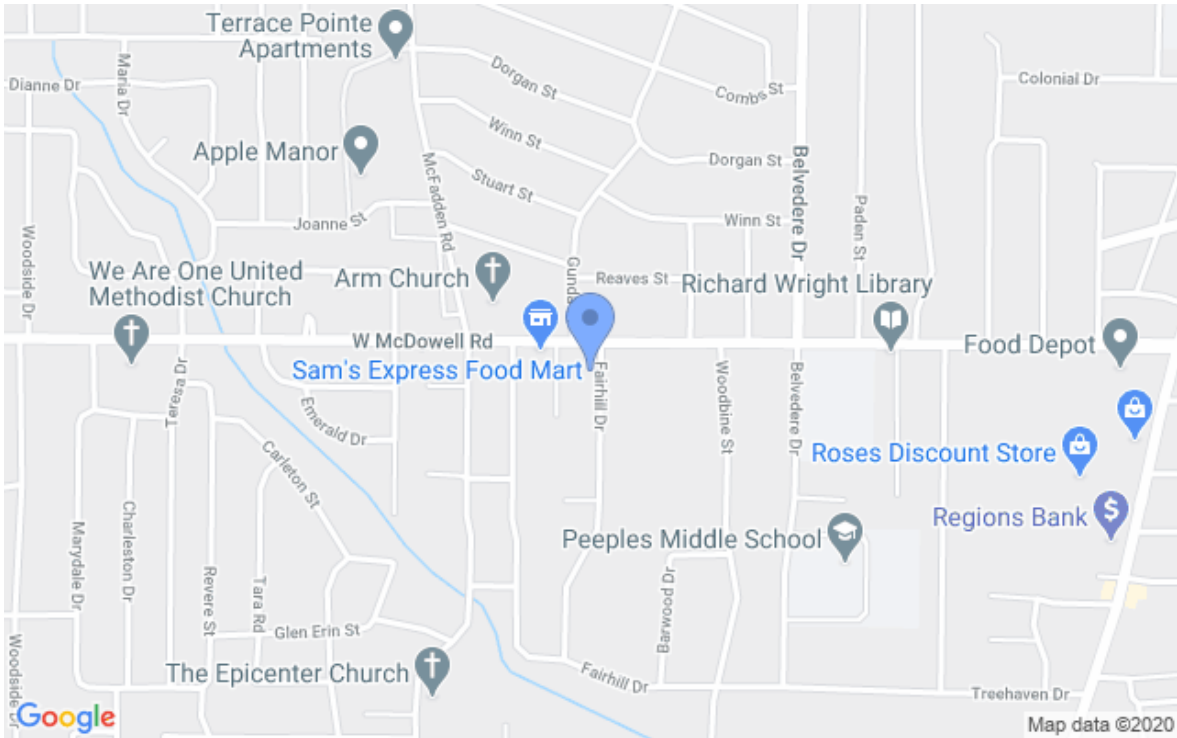 Terrace Pointe
Apartments
Dianne Dr
Maria Dr
Dorgan St
Combs St
Colonial Dr
Winn St
Apple Manor
McFadden Rd
Stuart St
Dorgan St
Belvedere Dr
Paden St
Joanne St
Winn St
Woodside Dr
We Are One United
Methodist Church
Arm Church
Gunda
Reaves St
Richard Wright Library
W McDowell Rd
Food Depot
Sam's Express Food Mart
Teresa Dr
Fairhill Dr
Woodbine St
Belvedere Dr
Emerald Dr
Roses Discount Store
Carleton St
Charleston Dr
Marydale Dr
Regions Bank
Peeples Middle School
Revere St
Tara Rd
Barwood Dr
Glen Erin St
Woodside Dr
The Epicenter Church
Fairhill Dr
Treehaven Dr
Google
Map data ©2020